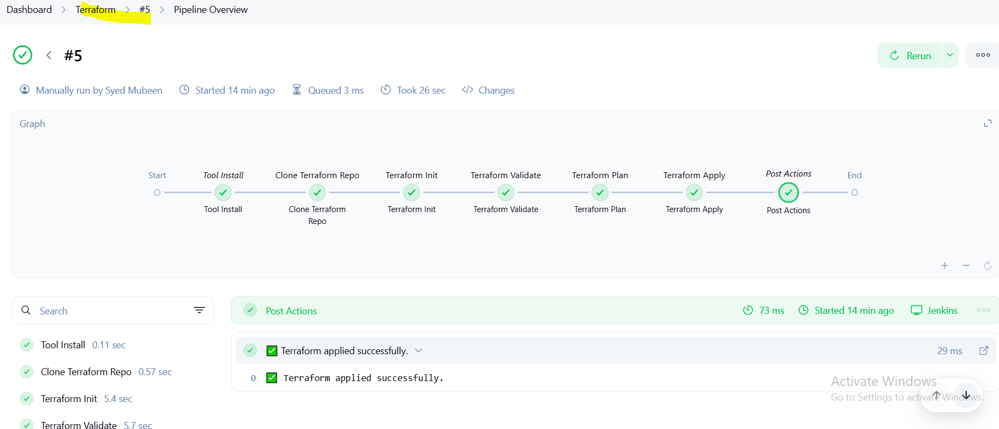 Dashboard > Terraform > #5 > Pipeline Overview
#5
Rerun
Manually run by Syed Mubeen Started 14 min ago Queued 3 ms Took 26 sec </> Changes
Graph
Start Tool Install Clone Terraform Repo Terraform Init Terraform Validate Terraform Plan Terraform Apply Post Actions End
Tool Install Clone Terraform Repo Terraform Init Terraform Validate Terraform Plan Terraform Apply Post Actions
Search
Post Actions 73 ms Started 14 min ago Jenkins
Tool Install 0.11 sec
Clone Terraform Repo 0.57 sec
Terraform Init 5.4 sec
Terraform Validate 5.7 sec
✅ Terraform applied successfully. 29 ms
0 ✅ Terraform applied successfully.
Activate Windows
Go to Settings to activate Windows.